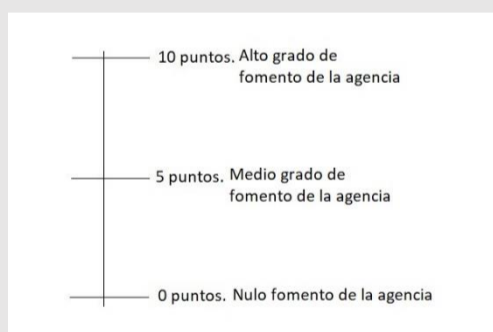 10 puntos. Alto grado de
fomento de la agencia
5 puntos. Medio grado de
fomento de la agencia
0 puntos. Nulo fomento de la agencia